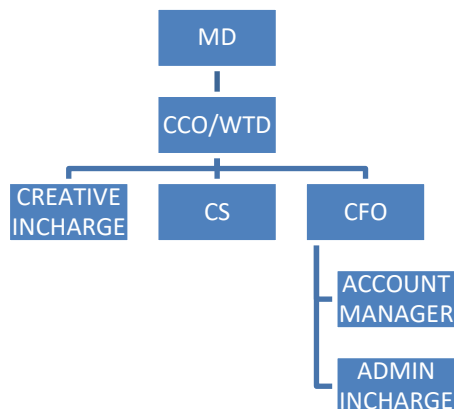 MD
CCO/WTD
CREATIVE
INCHARGE
CS
CFO
ACCOUNT
MANAGER
ADMIN
INCHARGE